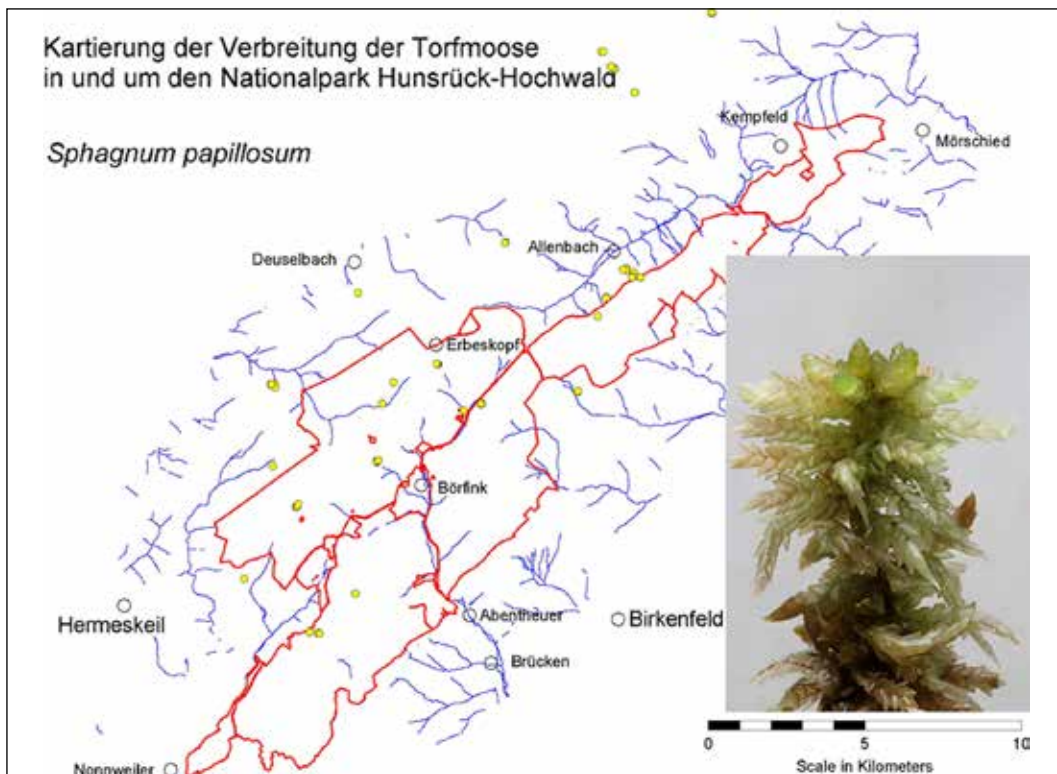 Kartierung der Verbreitung der Torfmoose
in und um den Nationalpark Hunsrück-Hochwald
Sphagnum papillosum
Kempfeld
Mörschied
Allenbach
Deuselbach
Erbeskopf
Börfink
Hermeskeil
Abentheuer
Birkenfeld
Brücken
Nonnweiler
0 5 10
Scale in Kilometers